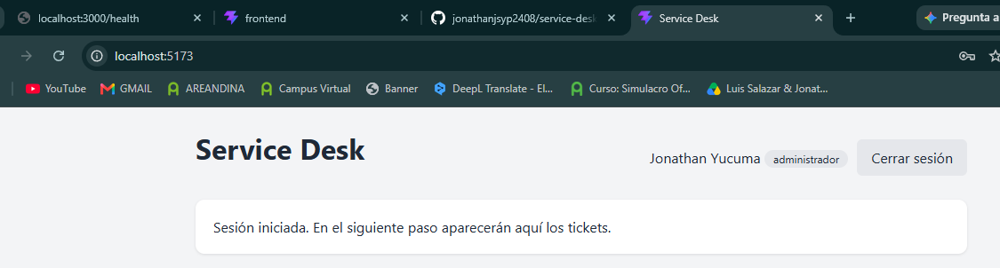 localhost:3000/health
frontend
jonathanjsyp2408/service-desk
Service Desk
Pregunta a
localhost:5173
YouTube
GMAIL
AREANDINA
Campus Virtual
Banner
DeepL Translate - El...
Curso: Simulacro Of...
Luis Salazar & Jonat...
Service Desk
Jonathan Yucuma administrador Cerrar sesión
Sesión iniciada. En el siguiente paso aparecerán aquí los tickets.